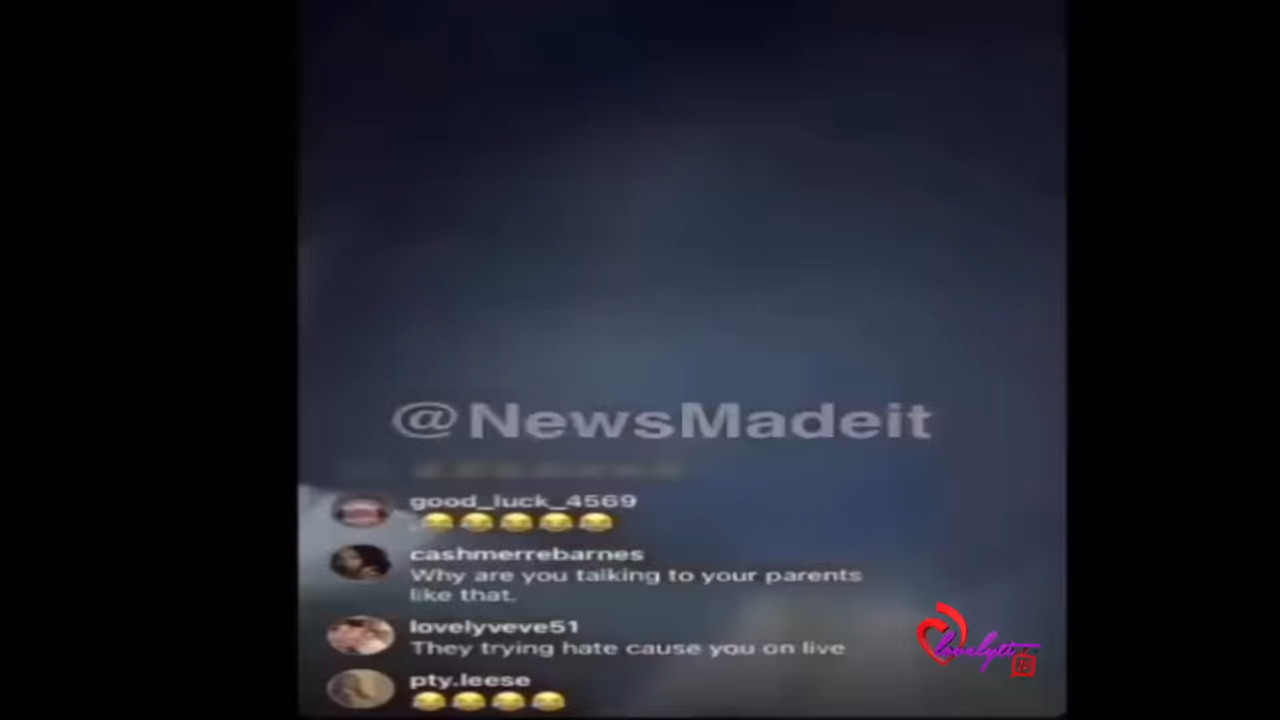 @NewsMadeit
good_luck_4569
😂😂😂😂😂
cashmerrebarnes
Why are you talking to your parents
like that.
lovelyveve51
They trying hate cause you on live
pty.leese
😂😂😂😂